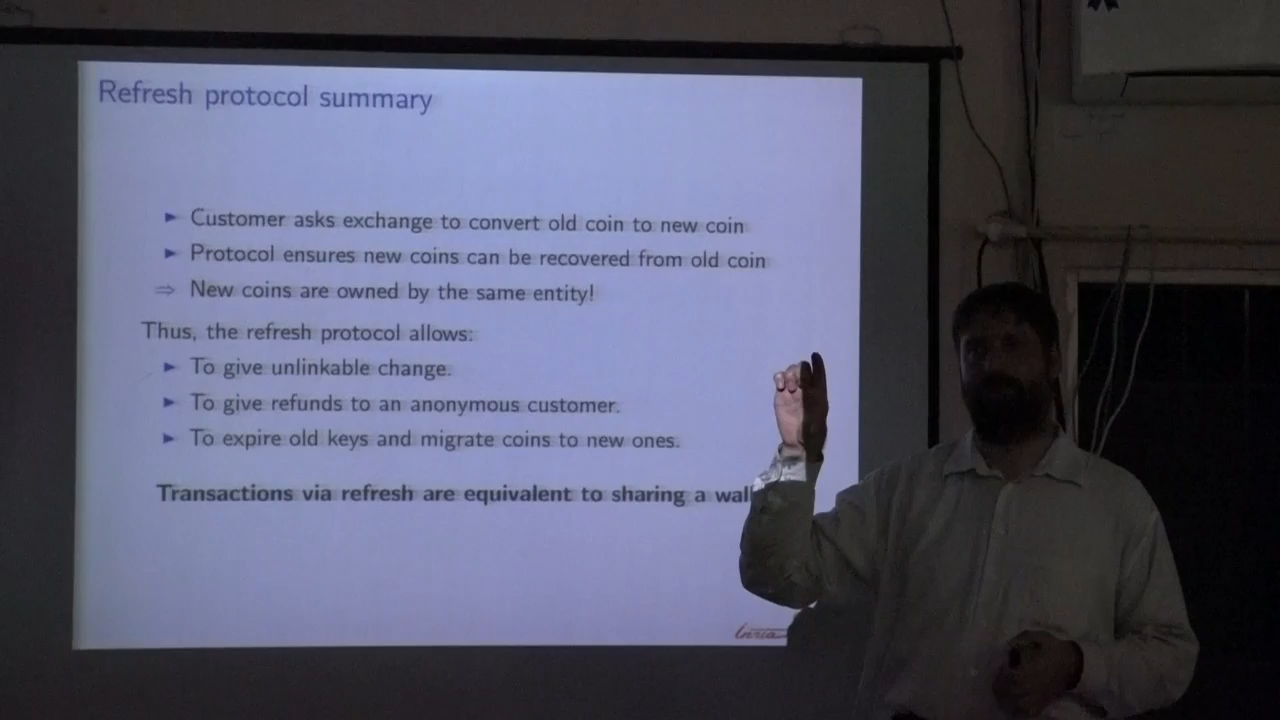 Refresh protocol summary
▶ Customer asks exchange to convert old coin to new coin
▶ Protocol ensures new coins can be recovered from old coin
⇒ New coins are owned by the same entity!
Thus, the refresh protocol allows:
▶ To give unlinkable change.
▶ To give refunds to an anonymous customer.
▶ To expire old keys and migrate coins to new ones.
Transactions via refresh are equivalent to sharing a
Inria